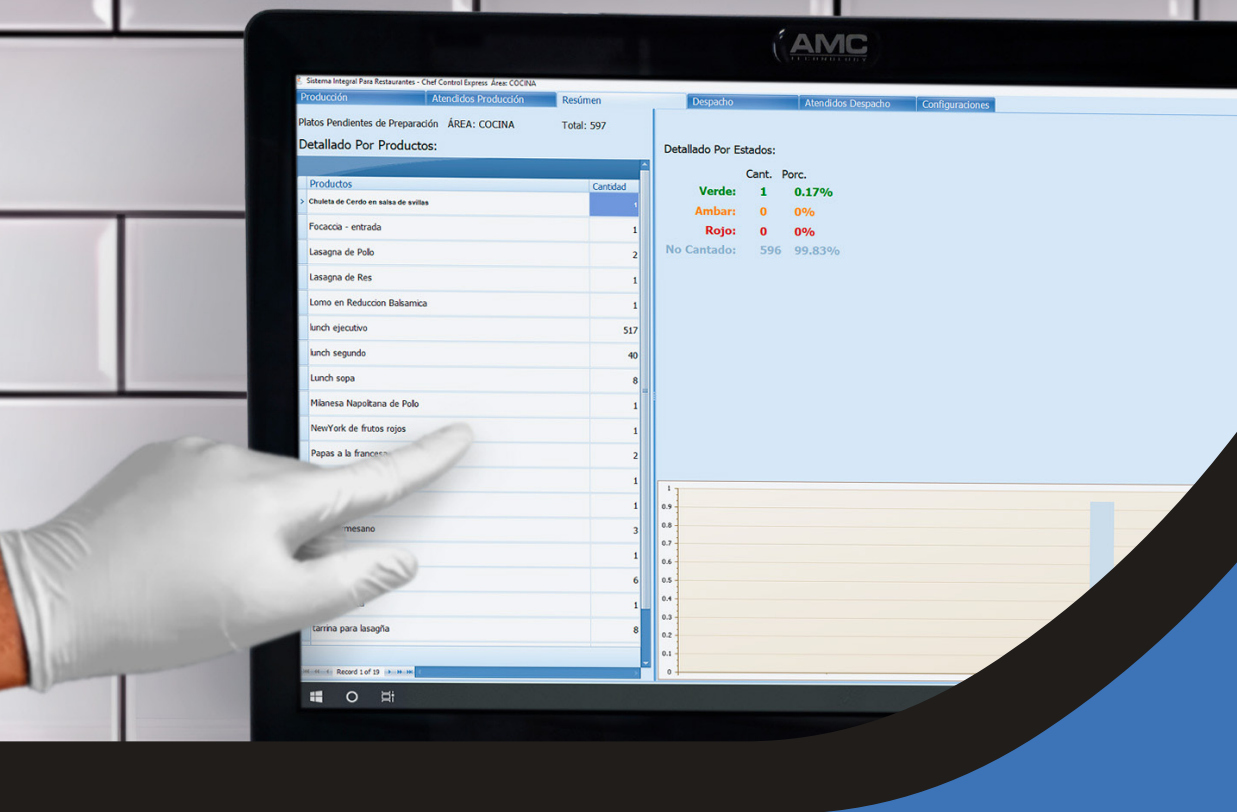 AMC
TECHNOLOGY
Sistema Integral Para Restaurantes - Chef Control Express Área: COCINA
Producción Atendidos Producción Resúmen Despacho Atendidos Despacho Configuraciones
Platos Pendientes de Preparación ÁREA: COCINA Total: 597
Detallado Por Productos:
Productos Cantidad
Chuleta de Cerdo en salsa de svillas 1
Focaccia - entrada 1
Lasagna de Pollo 2
Lasagna de Res 1
Lomo en Reduccion Balsamica 1
lunch ejecutivo 517
lunch segundo 40
Lunch sopa 8
Milanesa Napolitana de Pollo 1
NewYork de frutos rojos 1
Papas a la frances 2
1
1
mesano 3
1
6
1
tarrina para lasagña 8
Record 1 of 19
Detallado Por Estados:
Cant. Porc.
Verde: 1 0.17%
Ambar: 0 0%
Rojo: 0 0%
No Cantado: 596 99.83%
1
0.9
0.8
0.7
0.6
0.5
0.4
0.3
0.2
0.1
0